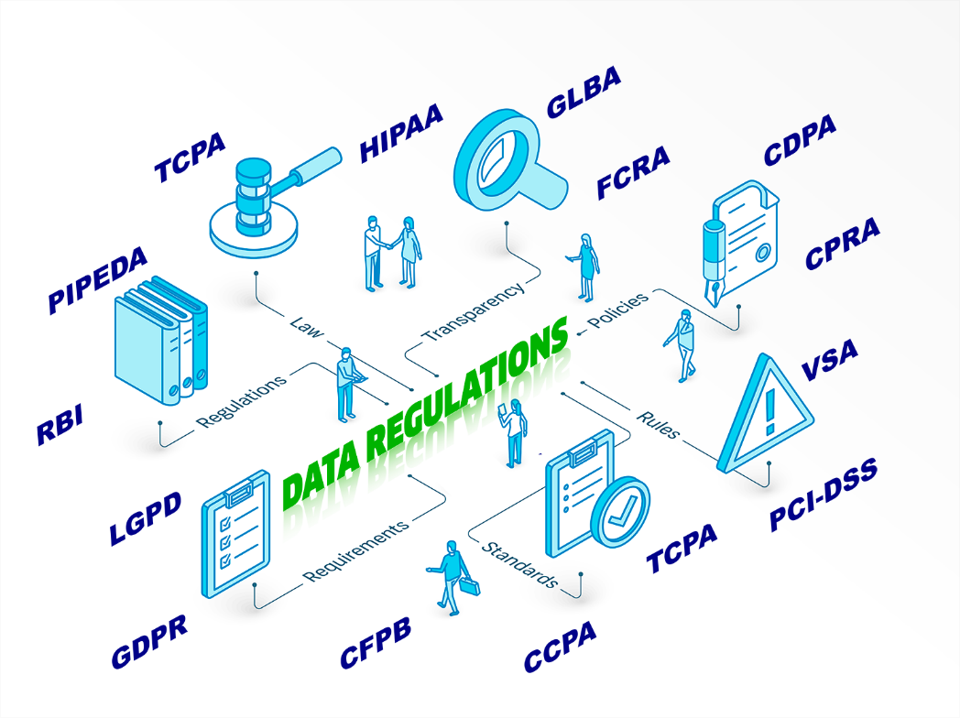 GLBA
TCPA
HIPAA
CDPA
FCRA
PIPEDA
CPRA
Law
Transparency
Policies
DATA REGULATIONS
VSA
RBI
Regulations
Rules
LGPD
PCI-DSS
Requirements
Standards
TCPA
GDPR
CFPB
CCPA